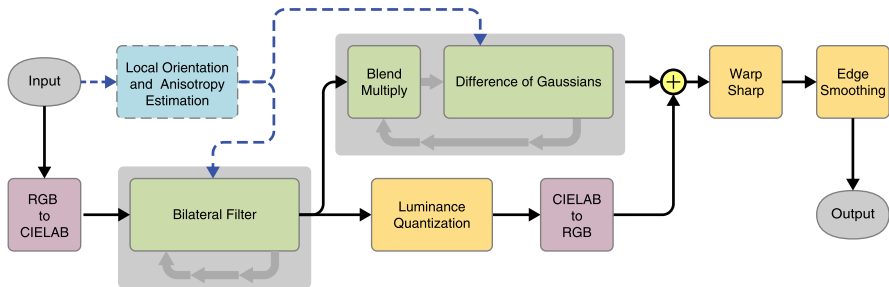 Input
Local Orientation
and Anisotropy
Estimation
Blend
Multiply
Difference of Gaussians
+
Warp
Sharp
Edge
Smoothing
RGB
to
CIELAB
Bilateral Filter
Luminance
Quantization
CIELAB
to
RGB
Output